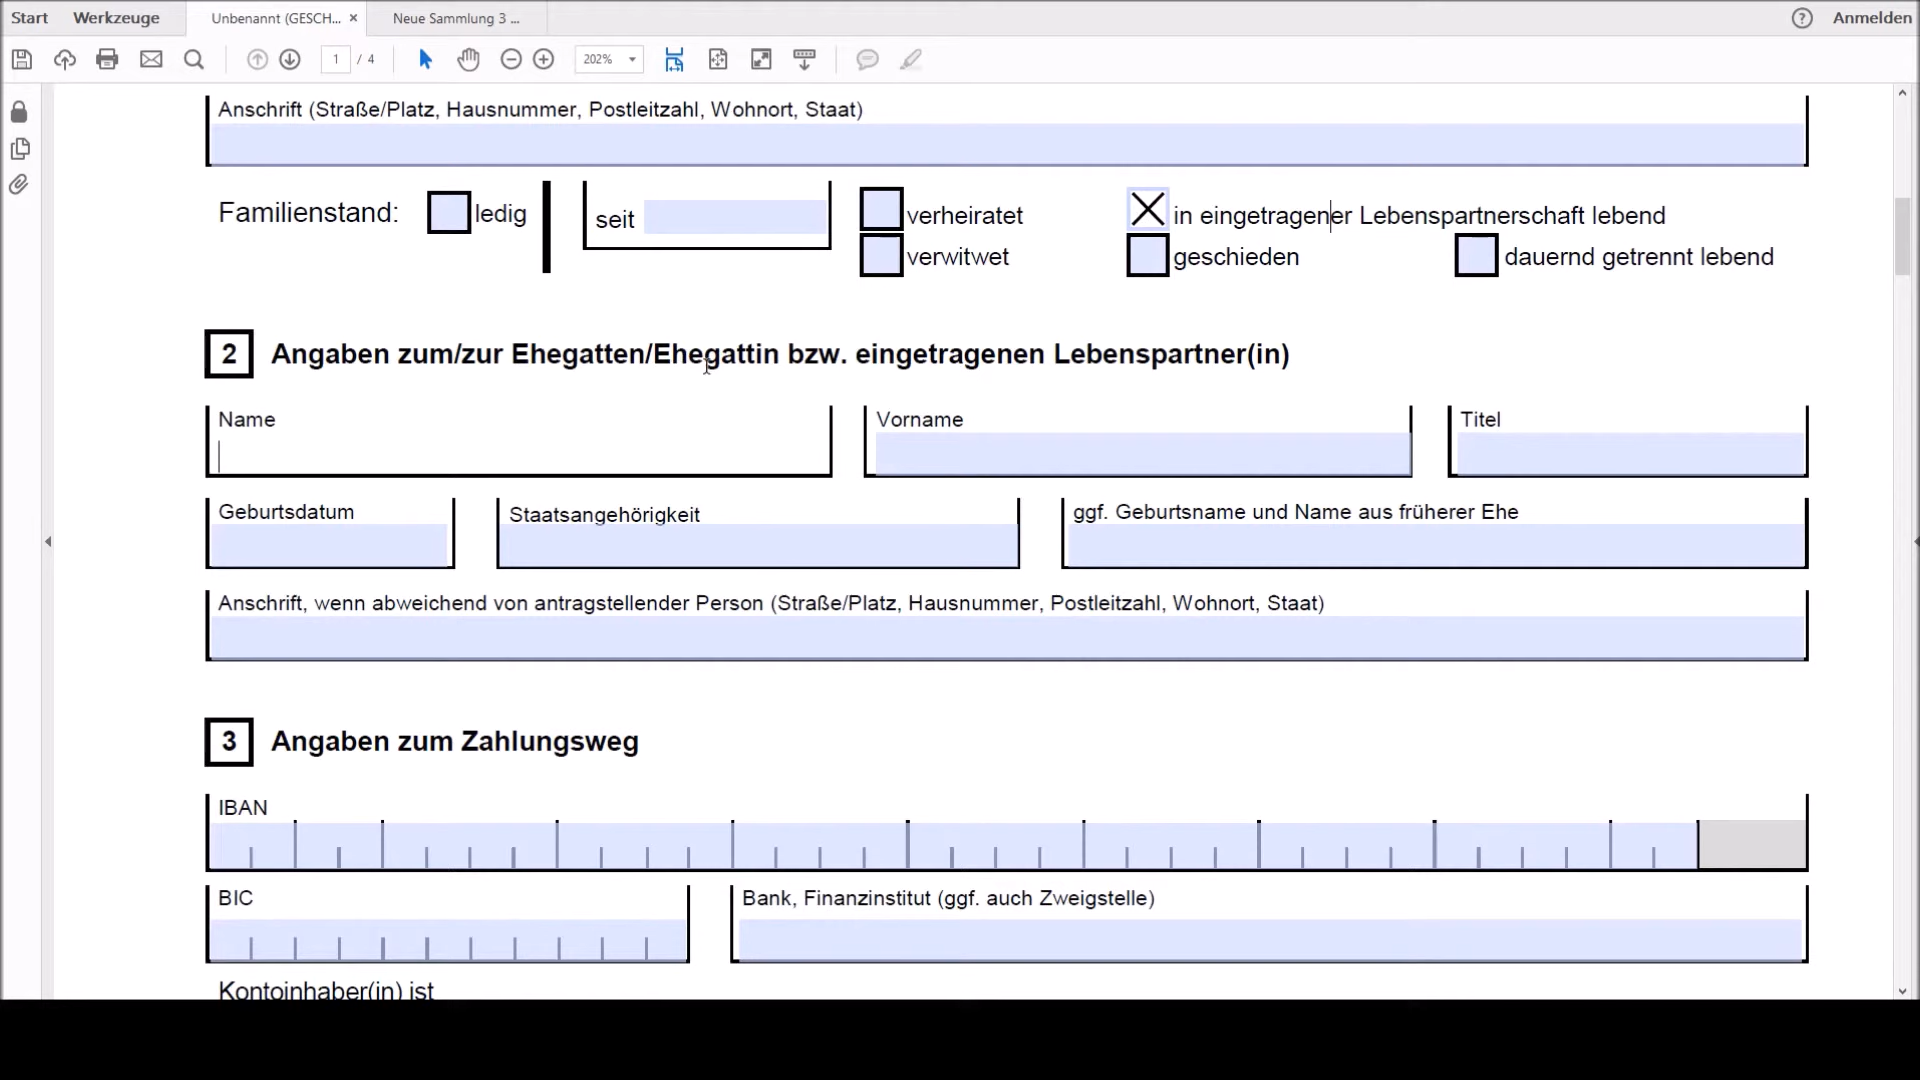 Start Werkzeuge Unbenannt (GESCH... × Neue Sammlung 3 ... ? Anmelden
1 / 4 202%
Anschrift (Straße/Platz, Hausnummer, Postleitzahl, Wohnort, Staat)
Familienstand: ledig seit verheiratet X in eingetragener Lebenspartnerschaft lebend
verwitwet geschieden dauernd getrennt lebend
2 Angaben zum/zur Ehegatten/Ehegattin bzw. eingetragenen Lebenspartner(in)
Name Vorname Titel
Geburtsdatum Staatsangehörigkeit ggf. Geburtsname und Name aus früherer Ehe
Anschrift, wenn abweichend von antragstellender Person (Straße/Platz, Hausnummer, Postleitzahl, Wohnort, Staat)
3 Angaben zum Zahlungsweg
IBAN
BIC Bank, Finanzinstitut (ggf. auch Zweigstelle)
Kontoinhaber(in) ist